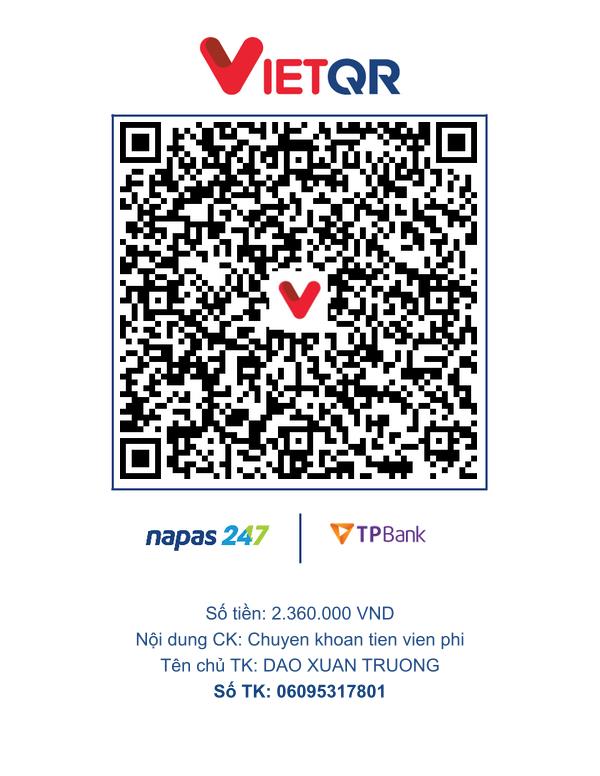 VIETQR
napas 247
TPBank
Số tiền: 2.360.000 VND
Nội dung CK: Chuyen khoan tien vien phi
Tên chủ TK: DAO XUAN TRUONG
Số TK: 06095317801